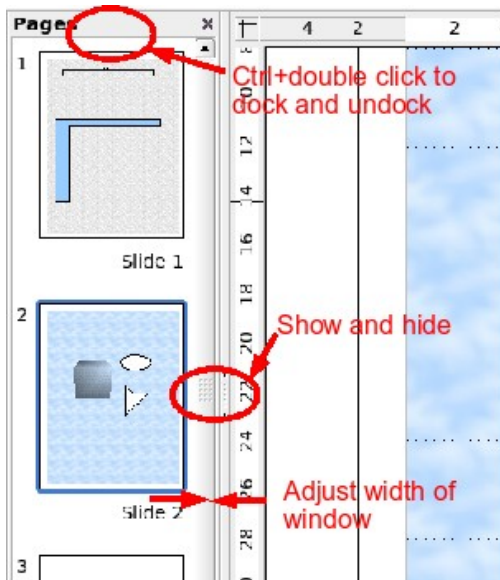 Pages
4 2 2
1
Ctrl+double click to
dock and undock
12
14
Slide 1
16
18
2
20
Show and hide
22
24
26
Adjust width of
window
Slide 2
28
3